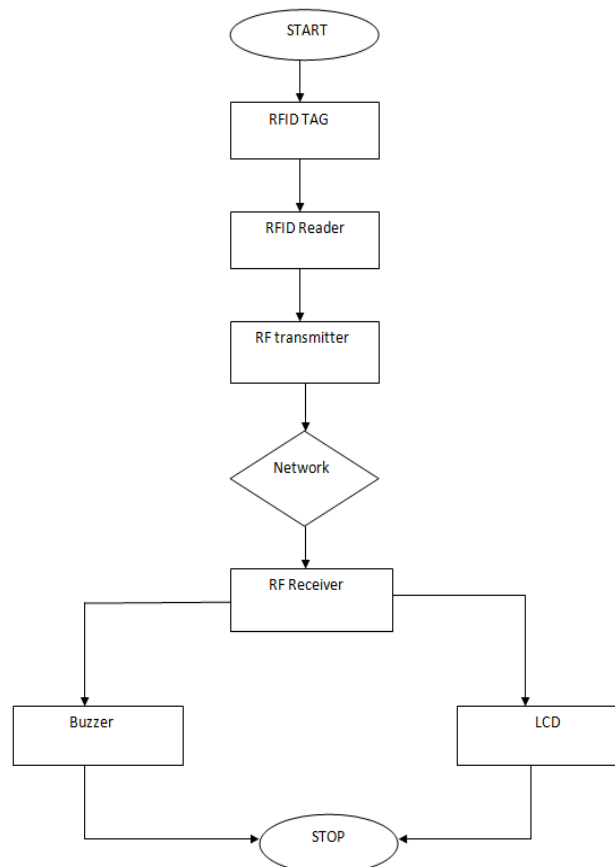 START
RFID TAG
RFID Reader
RF transmitter
Network
RF Receiver
Buzzer
LCD
STOP